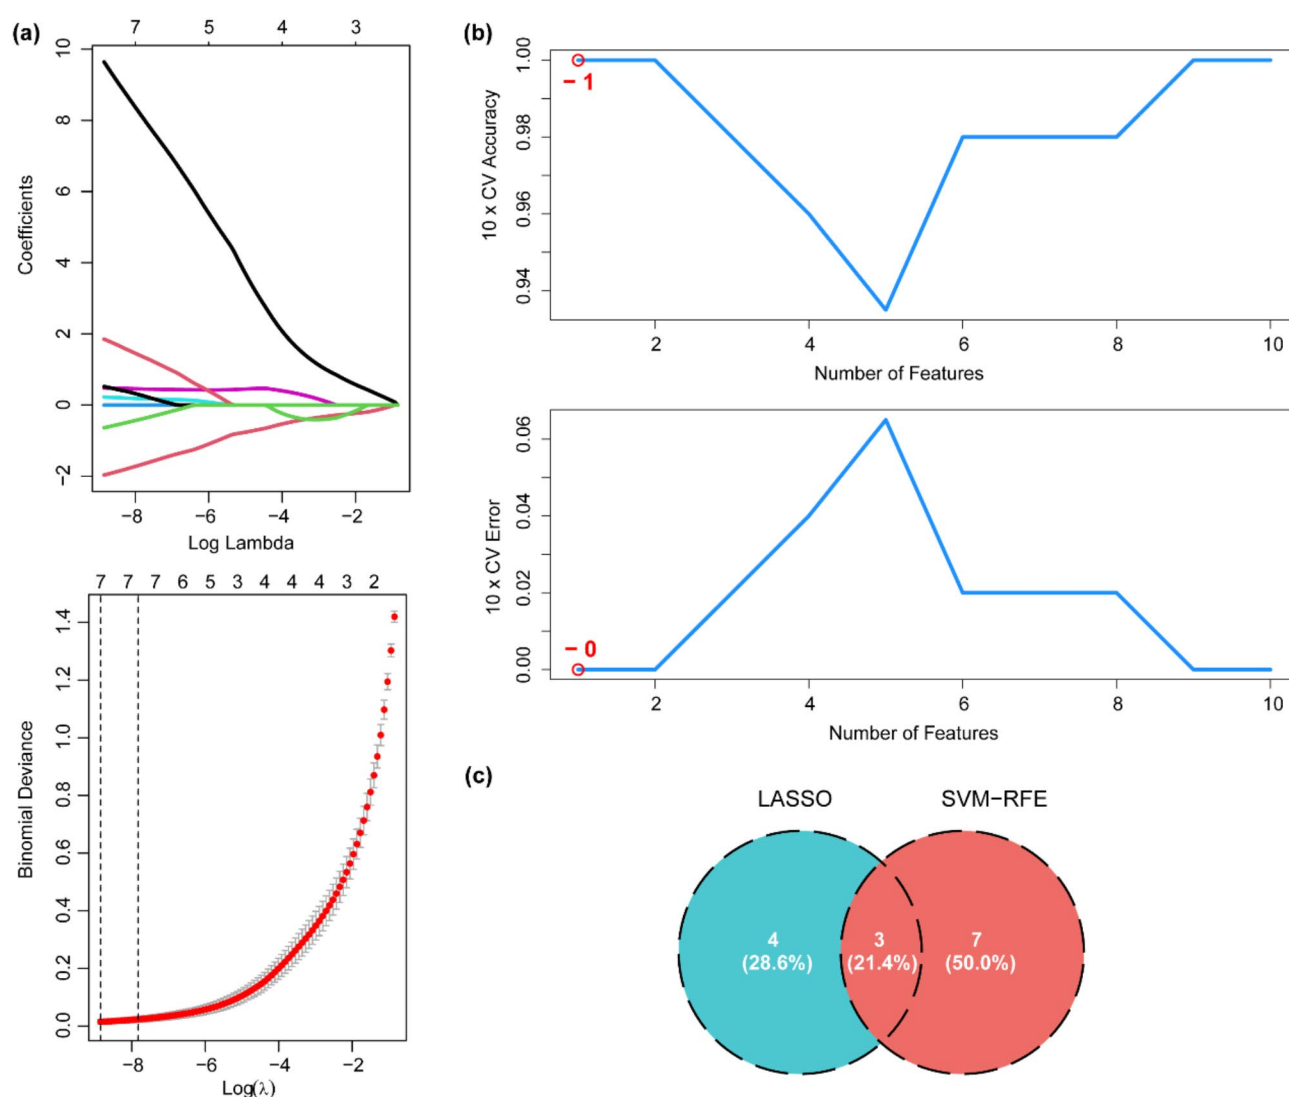 (a)
7 5 4 3
Coefficients
10
8
6
4
2
0
−2
−8 −6 −4 −2
Log Lambda
7 7 7 6 5 3 4 4 4 3 2
Binomial Deviance
1.4
1.2
1.0
0.8
0.6
0.4
0.2
0.0
−8 −6 −4 −2
Log(λ)
(b)
10 x CV Accuracy
1.00
0.98
0.96
0.94
− 1
2 4 6 8 10
Number of Features
10 x CV Error
0.06
0.04
0.02
0.00
− 0
2 4 6 8 10
Number of Features
(c)
LASSO SVM−RFE
4 3 7
(28.6%) (21.4%) (50.0%)